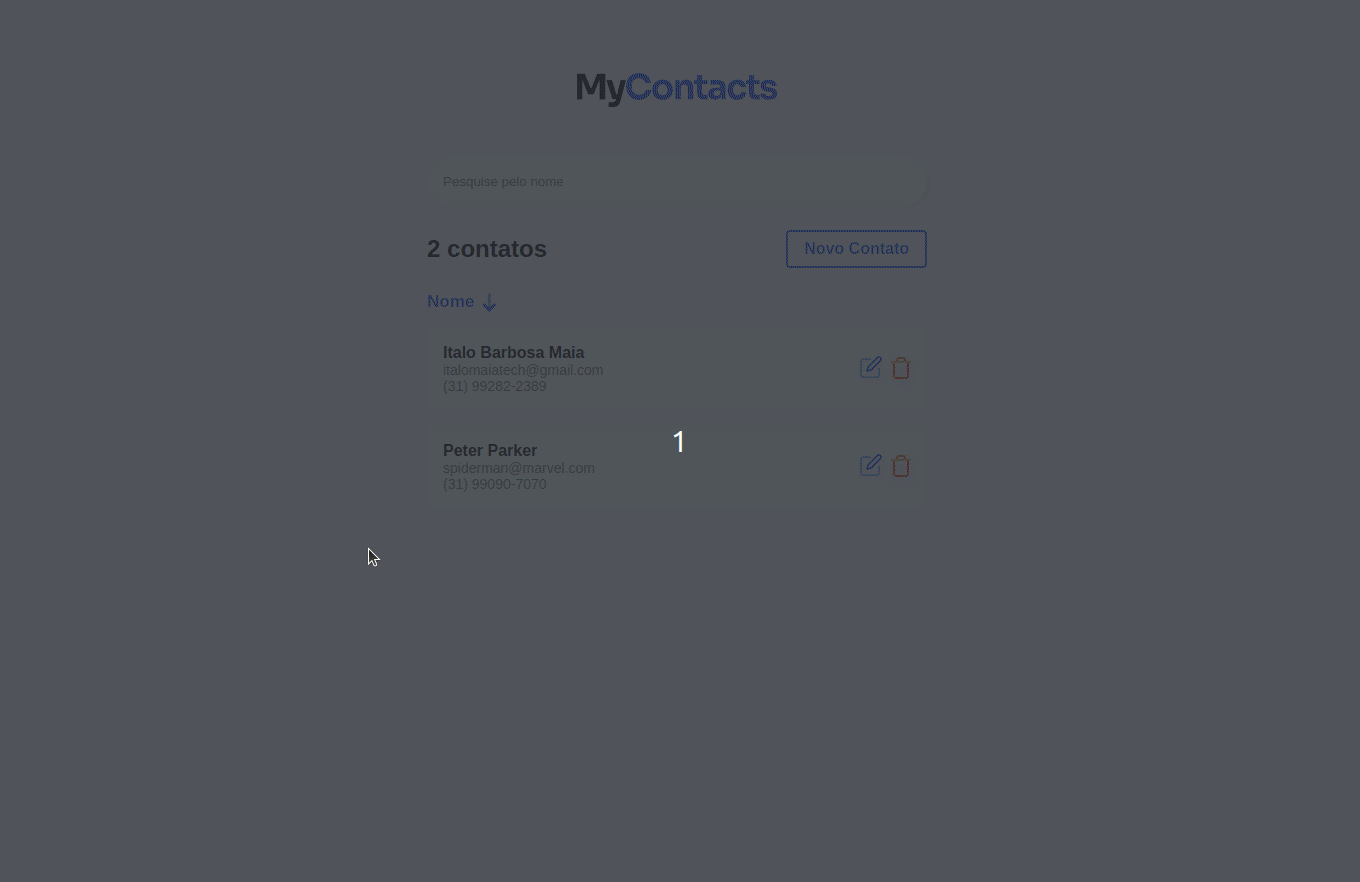 MyContacts
Pesquise pelo nome
2 contatos
Novo Contato
Nome
Italo Barbosa Maia
italomaiatech@gmail.com
(31) 99282-2389
1
Peter Parker
spiderman@marvel.com
(31) 99090-7070